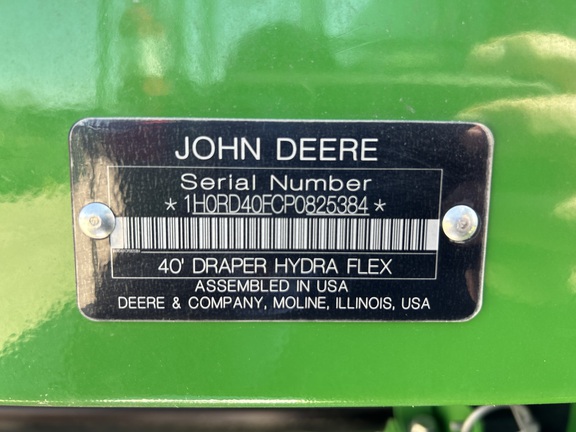 JOHN DEERE
Serial Number
*1H0RD40FCP0825384*
40' DRAPER HYDRA FLEX
ASSEMBLED IN USA
DEERE & COMPANY, MOLINE, ILLINOIS, USA